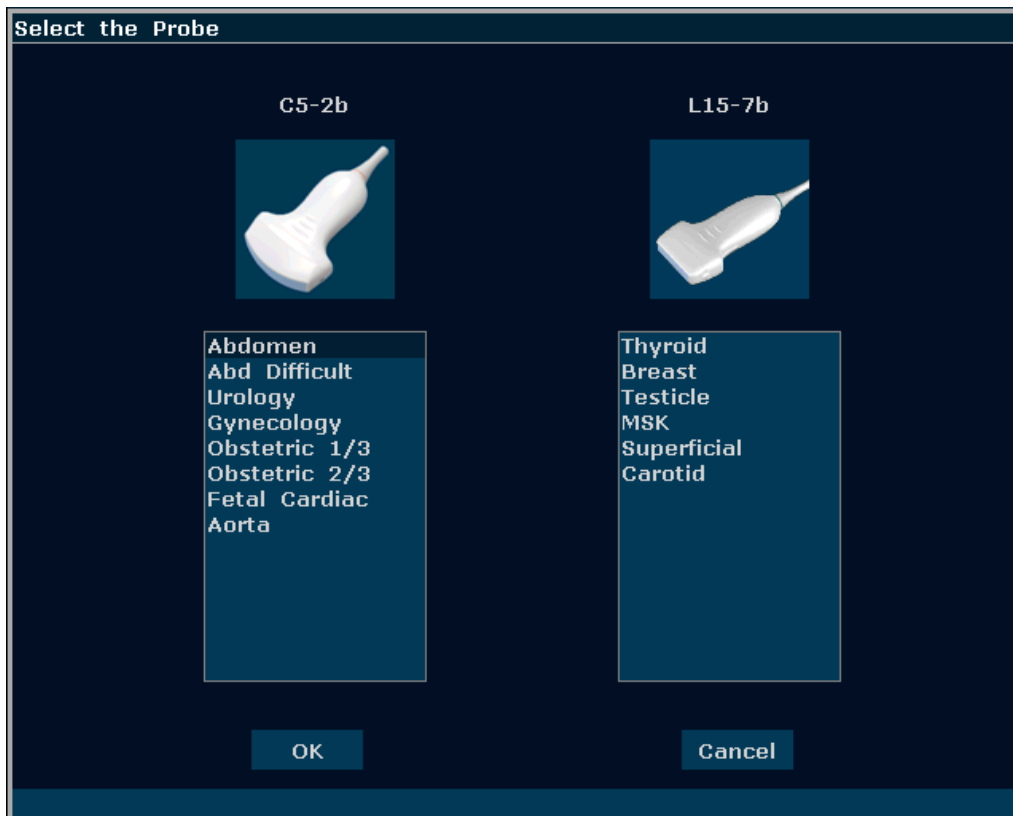 Select the Probe
C5-2b
L15-7b
Abdomen
Abd Difficult
Urology
Gynecology
Obstetric 1/3
Obstetric 2/3
Fetal Cardiac
Aorta
Thyroid
Breast
Testicle
MSK
Superficial
Carotid
OK
Cancel